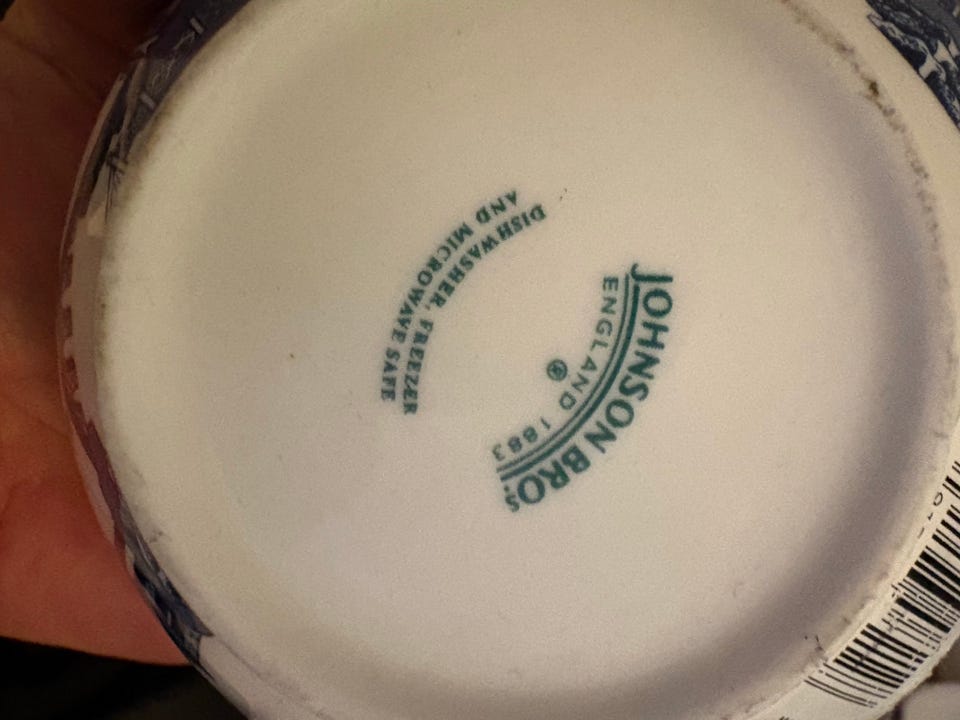 JOHNSON BROS.
ENGLAND 1883
®
DISHWASHER, FREEZER
AND MICROWAVE SAFE